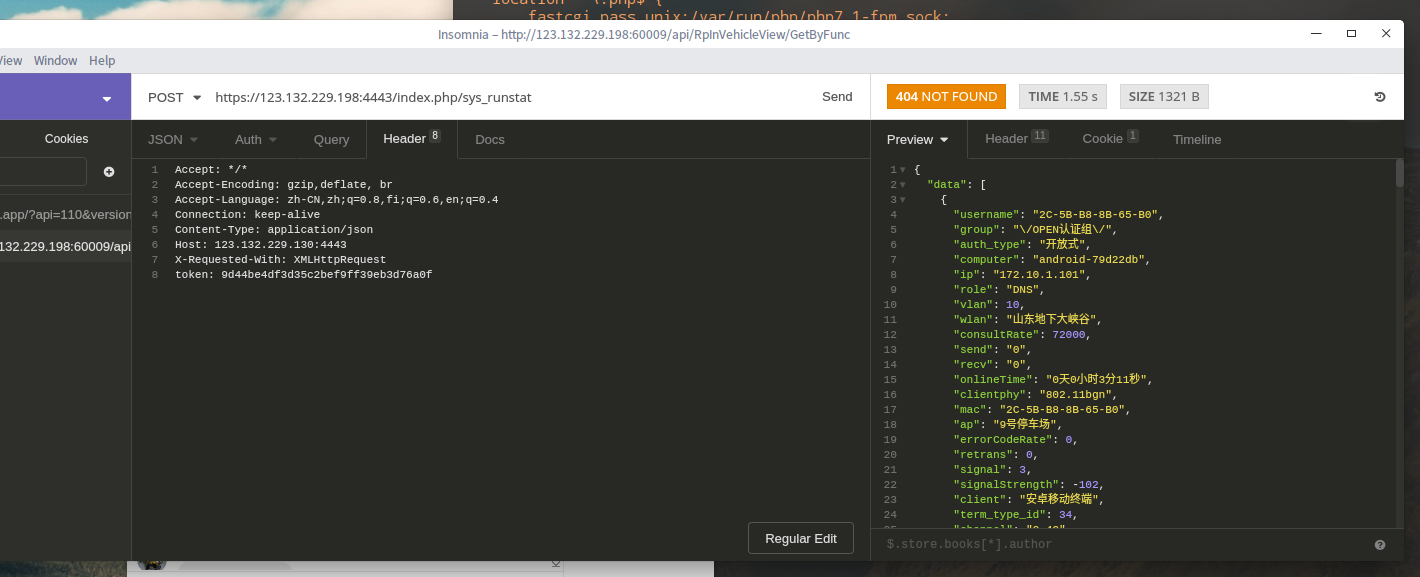 location ~ \.php$ {
fastcgi_pass unix:/var/run/php/php7.1-fpm.sock;
Insomnia – http://123.132.229.198:60009/api/RpInVehicleView/GetByFunc
View Window Help
POST https://123.132.229.198:4443/index.php/sys_runstat Send
404 NOT FOUND TIME 1.55 s SIZE 1321 B
Cookies
JSON Auth Query Header 8 Docs
Preview Header 11 Cookie 1 Timeline
.app/?api=110&version
132.229.198:60009/api
1 Accept: */*
2 Accept-Encoding: gzip,deflate, br
3 Accept-Language: zh-CN,zh;q=0.8,fi;q=0.6,en;q=0.4
4 Connection: keep-alive
5 Content-Type: application/json
6 Host: 123.132.229.130:4443
7 X-Requested-With: XMLHttpRequest
8 token: 9d44be4df3d35c2bef9ff39eb3d76a0f
Regular Edit
1 {
2 "data": [
3 {
4 "username": "2C-5B-B8-8B-65-B0",
5 "group": "\/OPEN认证组\/",
6 "auth_type": "开放式",
7 "computer": "android-79d22db",
8 "ip": "172.10.1.101",
9 "role": "DNS",
10 "vlan": 10,
11 "wlan": "山东地下大峡谷",
12 "consultRate": 72000,
13 "send": "0",
14 "recv": "0",
15 "onlineTime": "0天0小时3分11秒",
16 "clientphy": "802.11bgn",
17 "mac": "2C-5B-B8-8B-65-B0",
18 "ap": "9号停车场",
19 "errorCodeRate": 0,
20 "retrans": 0,
21 "signal": 3,
22 "signalStrength": -102,
23 "client": "安卓移动终端",
24 "term_type_id": 34,
$.store.books[*].author